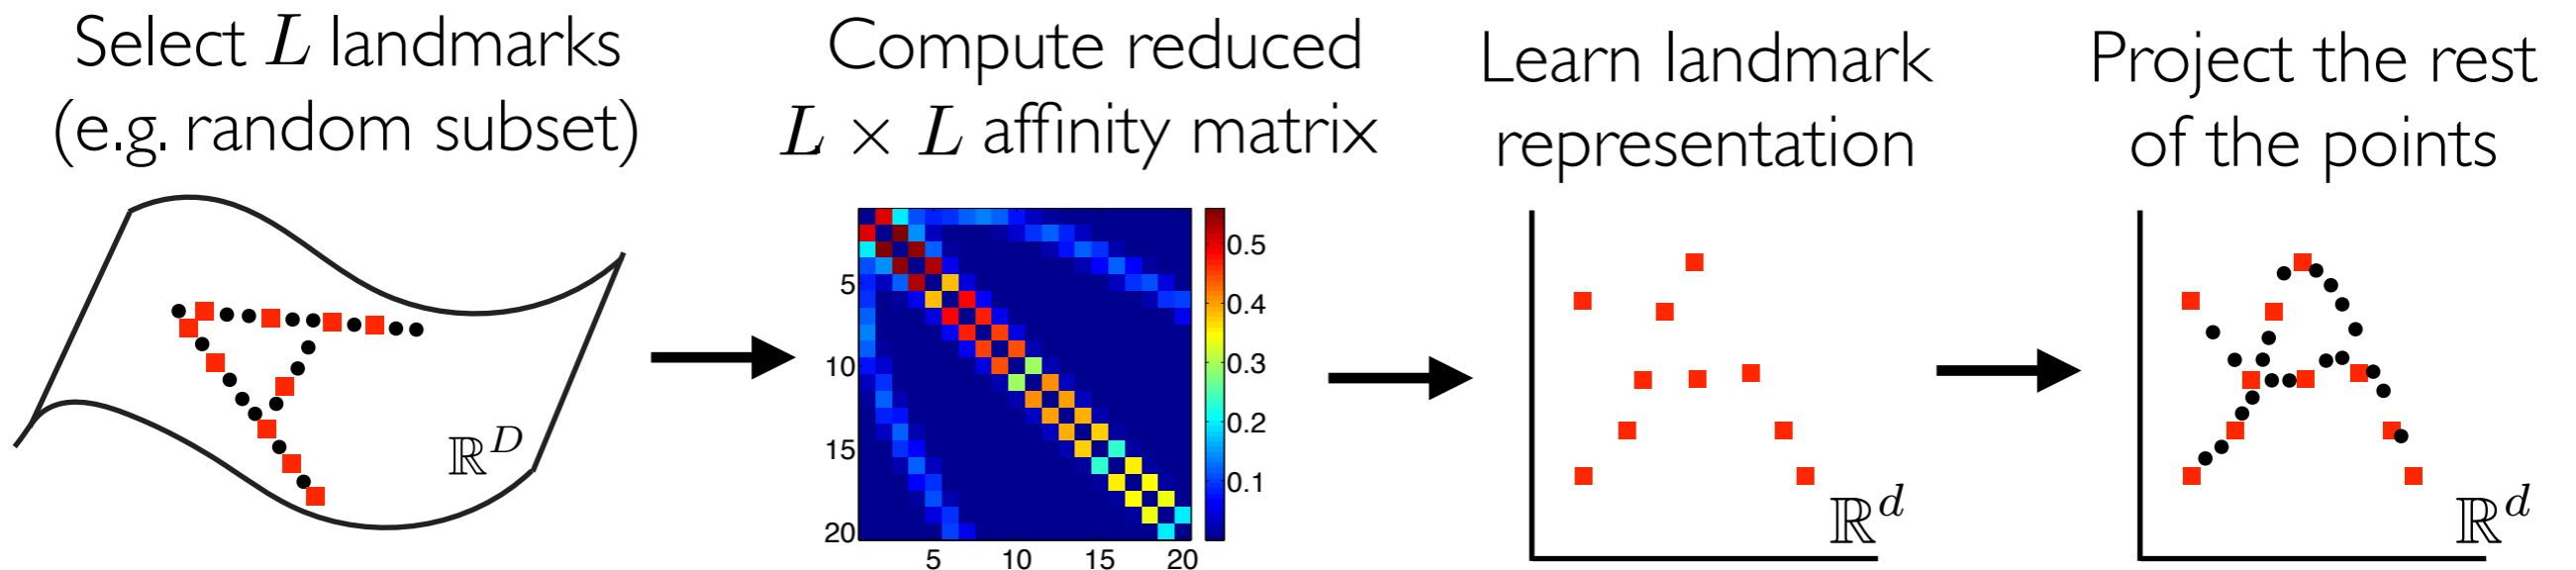 Select L landmarks
(e.g. random subset)
Compute reduced
L × L affinity matrix
Learn landmark
representation
Project the rest
of the points
ℝ^D
5
10
15
20
5
10
15
20
0.5
0.4
0.3
0.2
0.1
ℝ^d
ℝ^d